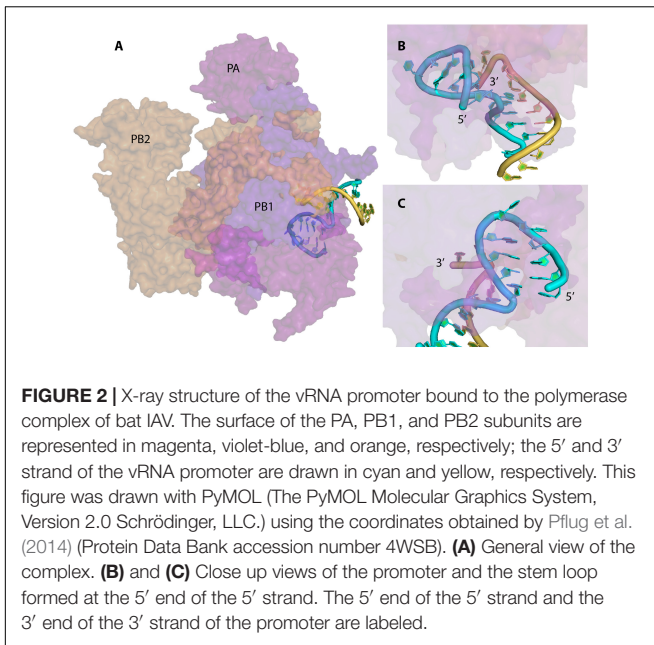 A
PA
PB2
PB1
B
3′
5′
C
3′
5′
FIGURE 2 | X-ray structure of the vRNA promoter bound to the polymerase
complex of bat IAV. The surface of the PA, PB1, and PB2 subunits are
represented in magenta, violet-blue, and orange, respectively; the 5′ and 3′
strand of the vRNA promoter are drawn in cyan and yellow, respectively. This
figure was drawn with PyMOL (The PyMOL Molecular Graphics System,
Version 2.0 Schrödinger, LLC.) using the coordinates obtained by Pflug et al.
(2014) (Protein Data Bank accession number 4WSB). (A) General view of the
complex. (B) and (C) Close up views of the promoter and the stem loop
formed at the 5′ end of the 5′ strand. The 5′ end of the 5′ strand and the
3′ end of the 3′ strand of the promoter are labeled.